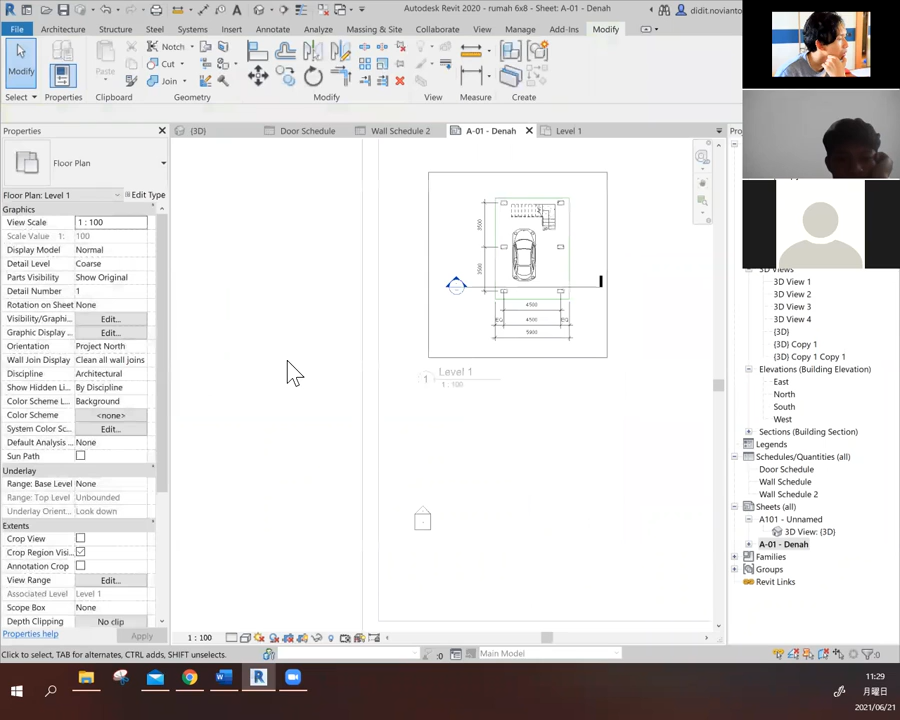 Autodesk Revit 2020 - rumah 6x8 - Sheet: A-01 - Denah
didit.novianto
File Architecture Structure Steel Systems Insert Annotate Analyze Massing & Site Collaborate View Manage Add-Ins Modify
Modify
Paste
Notch
Cut
Join
Select Properties Clipboard Geometry Modify View Measure Create
Properties
{3D} Door Schedule Wall Schedule 2 A-01 - Denah Level 1
Floor Plan
Floor Plan: Level 1 Edit Type
Graphics
View Scale 1 : 100
Scale Value 1: 100
Display Model Normal
Detail Level Coarse
Parts Visibility Show Original
Detail Number 1
Rotation on Sheet None
Visibility/Graphi... Edit...
Graphic Display ... Edit...
Orientation Project North
Wall Join Display Clean all wall joins
Discipline Architectural
Show Hidden Li... By Discipline
Color Scheme L... Background
Color Scheme <none>
System Color Sc... Edit...
Default Analysis ... None
Sun Path
Underlay
Range: Base Level None
Range: Top Level Unbounded
Underlay Orient... Look down
Extents
Crop View
Crop Region Visi...
Annotation Crop
View Range Edit...
Associated Level Level 1
Scope Box None
Depth Clipping No clip
Properties help Apply
3500
3500
4500
4500
5900
1 Level 1
1 : 100
3D Views
3D View 1
3D View 2
3D View 3
3D View 4
{3D}
{3D} Copy 1
{3D} Copy 1 Copy 1
Elevations (Building Elevation)
East
North
South
West
Sections (Building Section)
Legends
Schedules/Quantities (all)
Door Schedule
Wall Schedule
Wall Schedule 2
Sheets (all)
A101 - Unnamed
3D View: {3D}
A-01 - Denah
Families
Groups
Revit Links
1 : 100
Click to select, TAB for alternates, CTRL adds, SHIFT unselects.
:0 Main Model :0
11:29
月曜日
2021/06/21